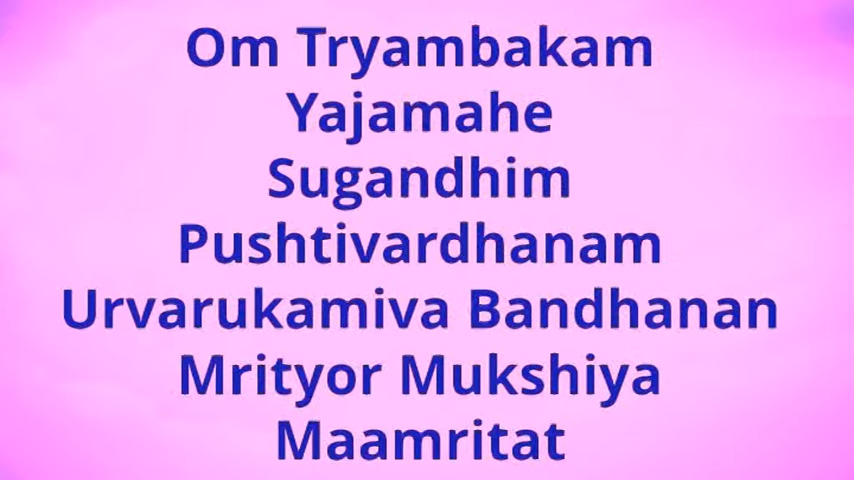 Om Tryambakam
Yajamahe
Sugandhim
Pushtivardhanam
Urvarukamiva Bandhanan
Mrityor Mukshiya
Maamritat